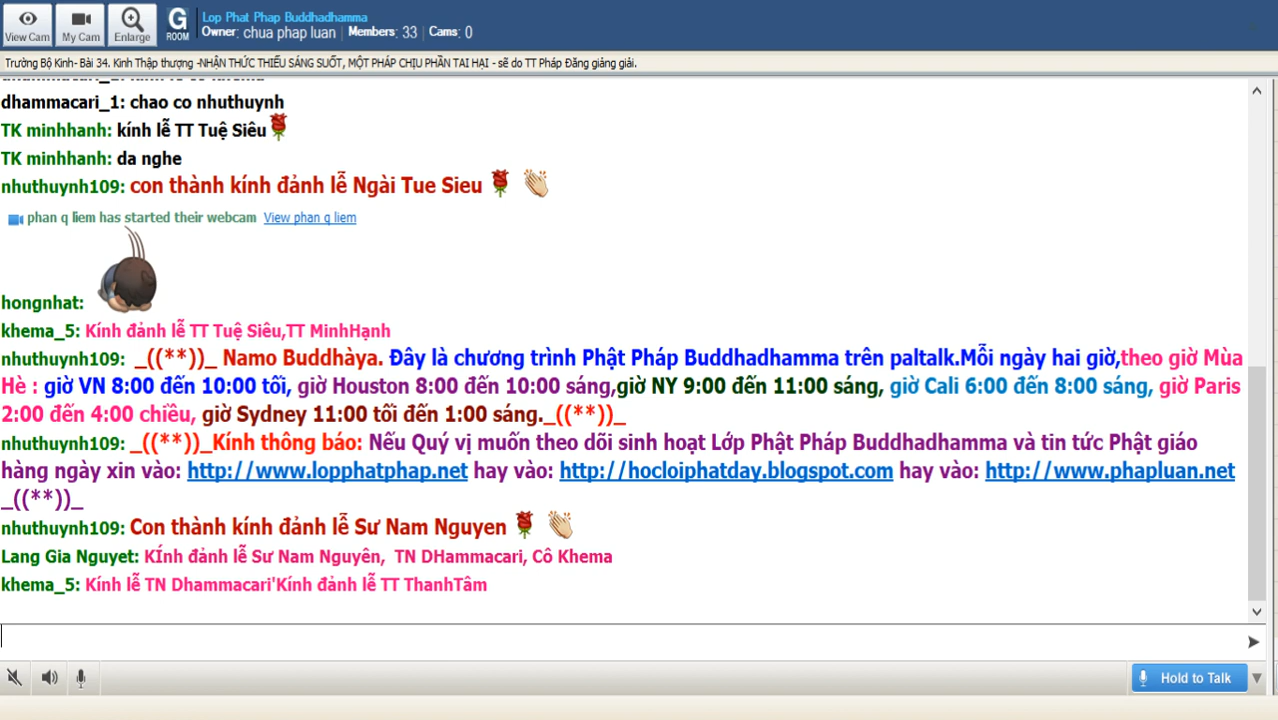 View Cam
My Cam
Enlarge
G
ROOM
Lop Phat Phap Buddhadhamma
Owner: chua phap luan | Members: 33 | Cams: 0
Trường Bộ Kinh- Bài 34. Kinh Thập thượng -NHẬN THỨC THIẾU SÁNG SUỐT, MỘT PHÁP CHỊU PHẦN TAI HẠI - sẽ do TT Pháp Đăng giảng giải.
dhammacari_1: chao co nhuthuynh
TK minhhanh: kính lễ TT Tuệ Siêu
TK minhhanh: da nghe
nhuthuynh109: con thành kính đảnh lễ Ngài Tue Sieu
phan q liem has started their webcam View phan q liem
hongnhat:
khema_5: Kính đảnh lễ TT Tuệ Siêu,TT MinhHạnh
nhuthuynh109: _((**))_ Namo Buddhàya. Đây là chương trình Phật Pháp Buddhadhamma trên paltalk.Mỗi ngày hai giờ,theo giờ Mùa
Hè : giờ VN 8:00 đến 10:00 tối, giờ Houston 8:00 đến 10:00 sáng,giờ NY 9:00 đến 11:00 sáng, giờ Cali 6:00 đến 8:00 sáng, giờ Paris
2:00 đến 4:00 chiều, giờ Sydney 11:00 tối đến 1:00 sáng._((**))_
nhuthuynh109: _((**))_Kính thông báo: Nếu Quý vị muốn theo dõi sinh hoạt Lớp Phật Pháp Buddhadhamma và tin tức Phật giáo
hàng ngày xin vào: http://www.lopphatphap.net hay vào: http://hocloiphatday.blogspot.com hay vào: http://www.phapluan.net
_((**))_
nhuthuynh109: Con thành kính đảnh lễ Sư Nam Nguyen
Lang Gia Nguyet: KÍnh đảnh lễ Sư Nam Nguyên, TN DHammacari, Cô Khema
khema_5: Kính lễ TN Dhammacari'Kính đảnh lễ TT ThanhTâm
Hold to Talk